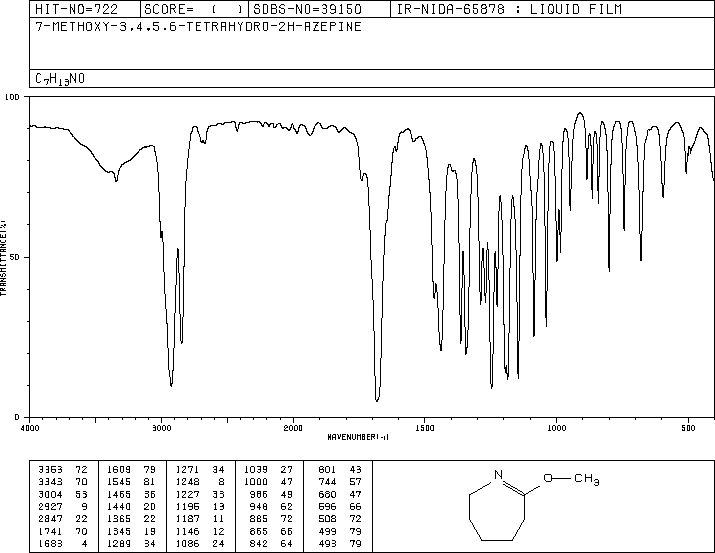 HIT-NO=722 SCORE= ( ) SDBS-NO=39150 IR-NIDA-65878 : LIQUID FILM
7-METHOXY-3,4,5,6-TETRAHYDRO-2H-AZEPINE
C7H13NO
100
50
0
TRANSMITTANCE(%)
4000 3000 2000 1500 1000 500
WAVENUMBER(-1)
3363 72 1609 79 1271 34 1039 27 801 43
3343 70 1545 81 1248 8 1000 47 744 57
3004 53 1465 36 1227 33 986 49 680 47
2927 9 1440 20 1196 13 948 62 596 66
2847 22 1365 22 1187 11 885 72 508 72
1741 70 1345 19 1146 12 865 66 499 79
1683 4 1289 34 1086 24 842 64 493 79
N
O
CH3